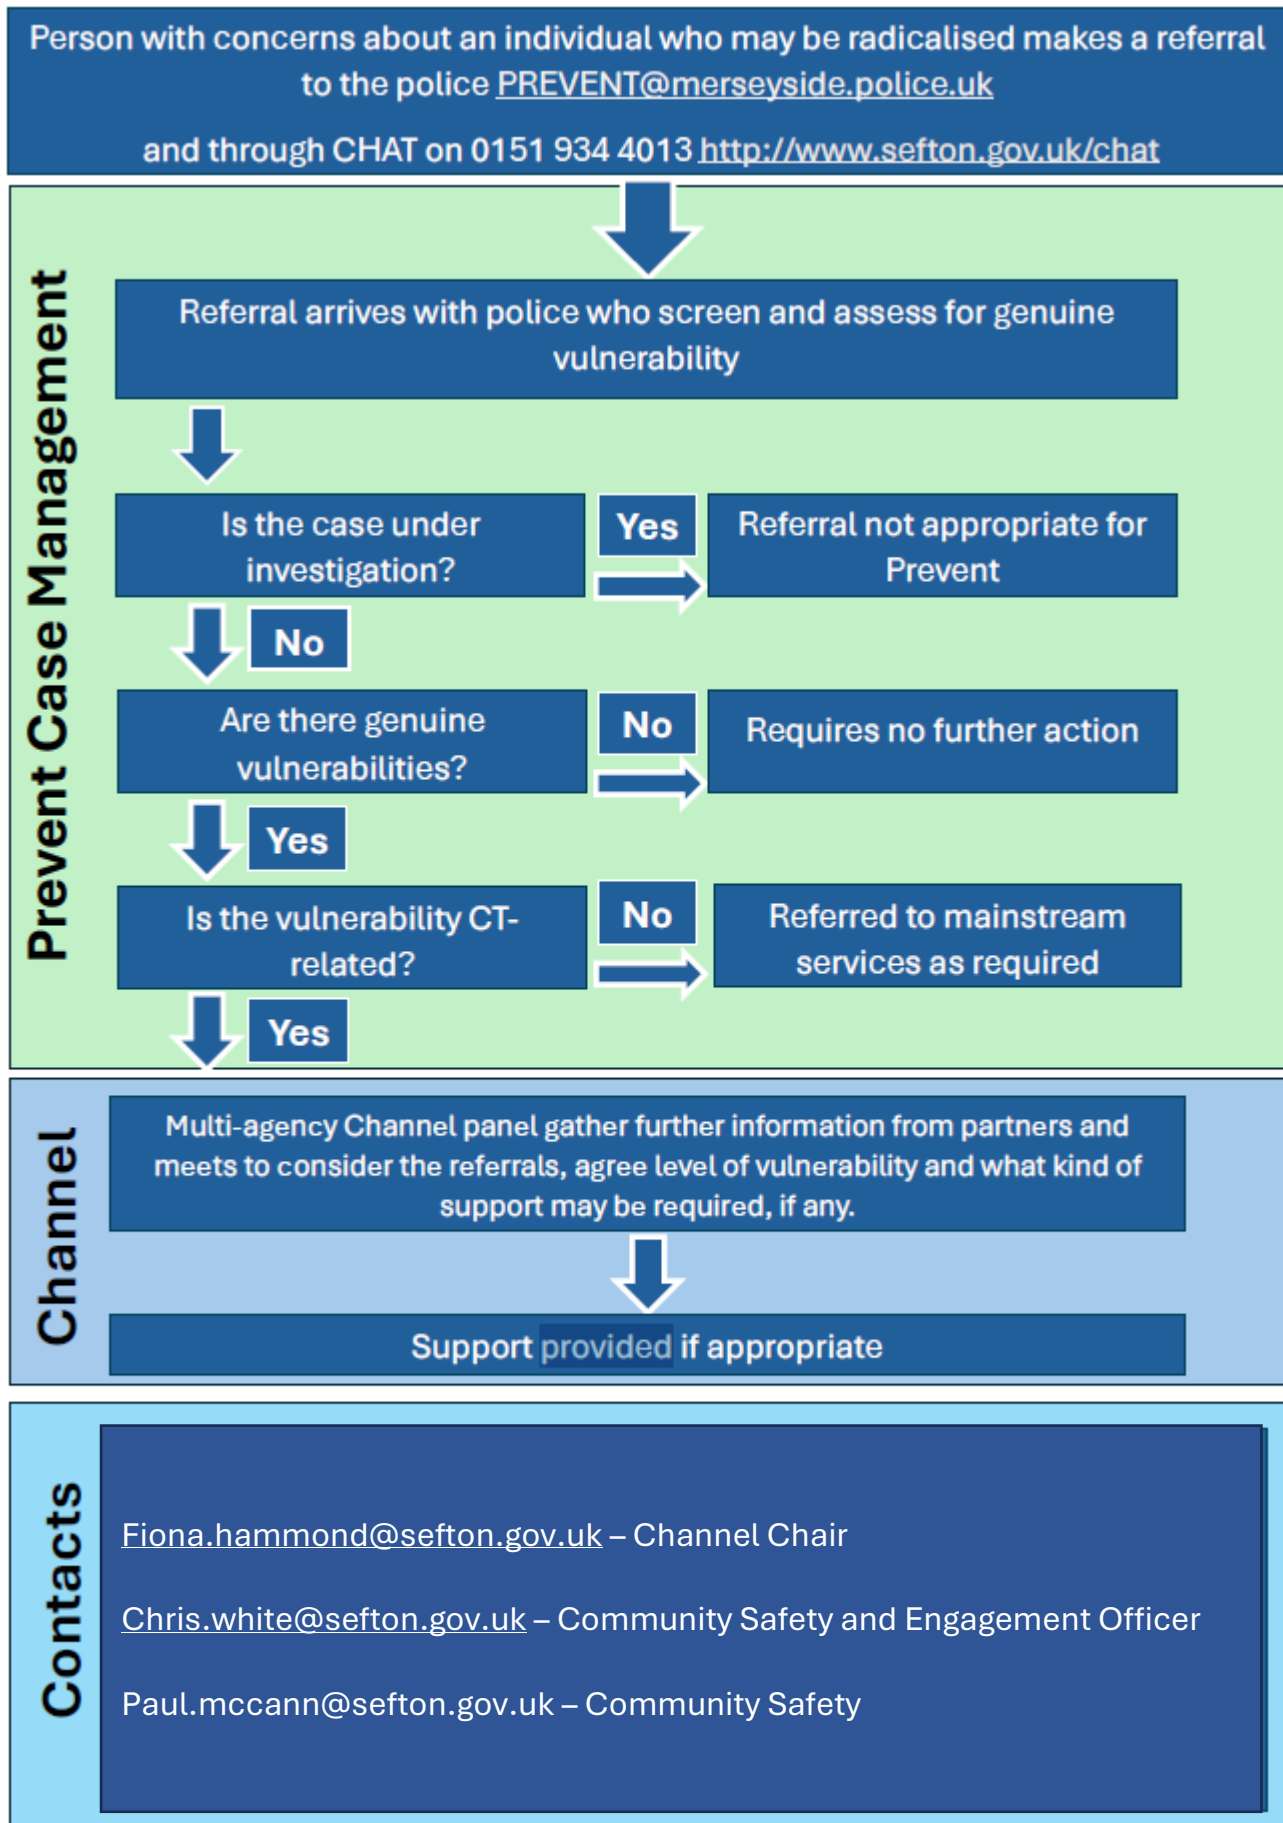 Person with concerns about an individual who may be radicalised makes a referral
to the police PREVENT@merseyside.police.uk
and through CHAT on 0151 934 4013 http://www.sefton.gov.uk/chat
Prevent Case Management
Referral arrives with police who screen and assess for genuine
vulnerability
Is the case under
investigation?
Yes
Referral not appropriate for
Prevent
No
Are there genuine
vulnerabilities?
No
Requires no further action
Yes
Is the vulnerability CT-
related?
No
Referred to mainstream
services as required
Yes
Channel
Multi-agency Channel panel gather further information from partners and
meets to consider the referrals, agree level of vulnerability and what kind of
support may be required, if any.
Support provided if appropriate
Contacts
Fiona.hammond@sefton.gov.uk – Channel Chair
Chris.white@sefton.gov.uk – Community Safety and Engagement Officer
Paul.mccann@sefton.gov.uk – Community Safety